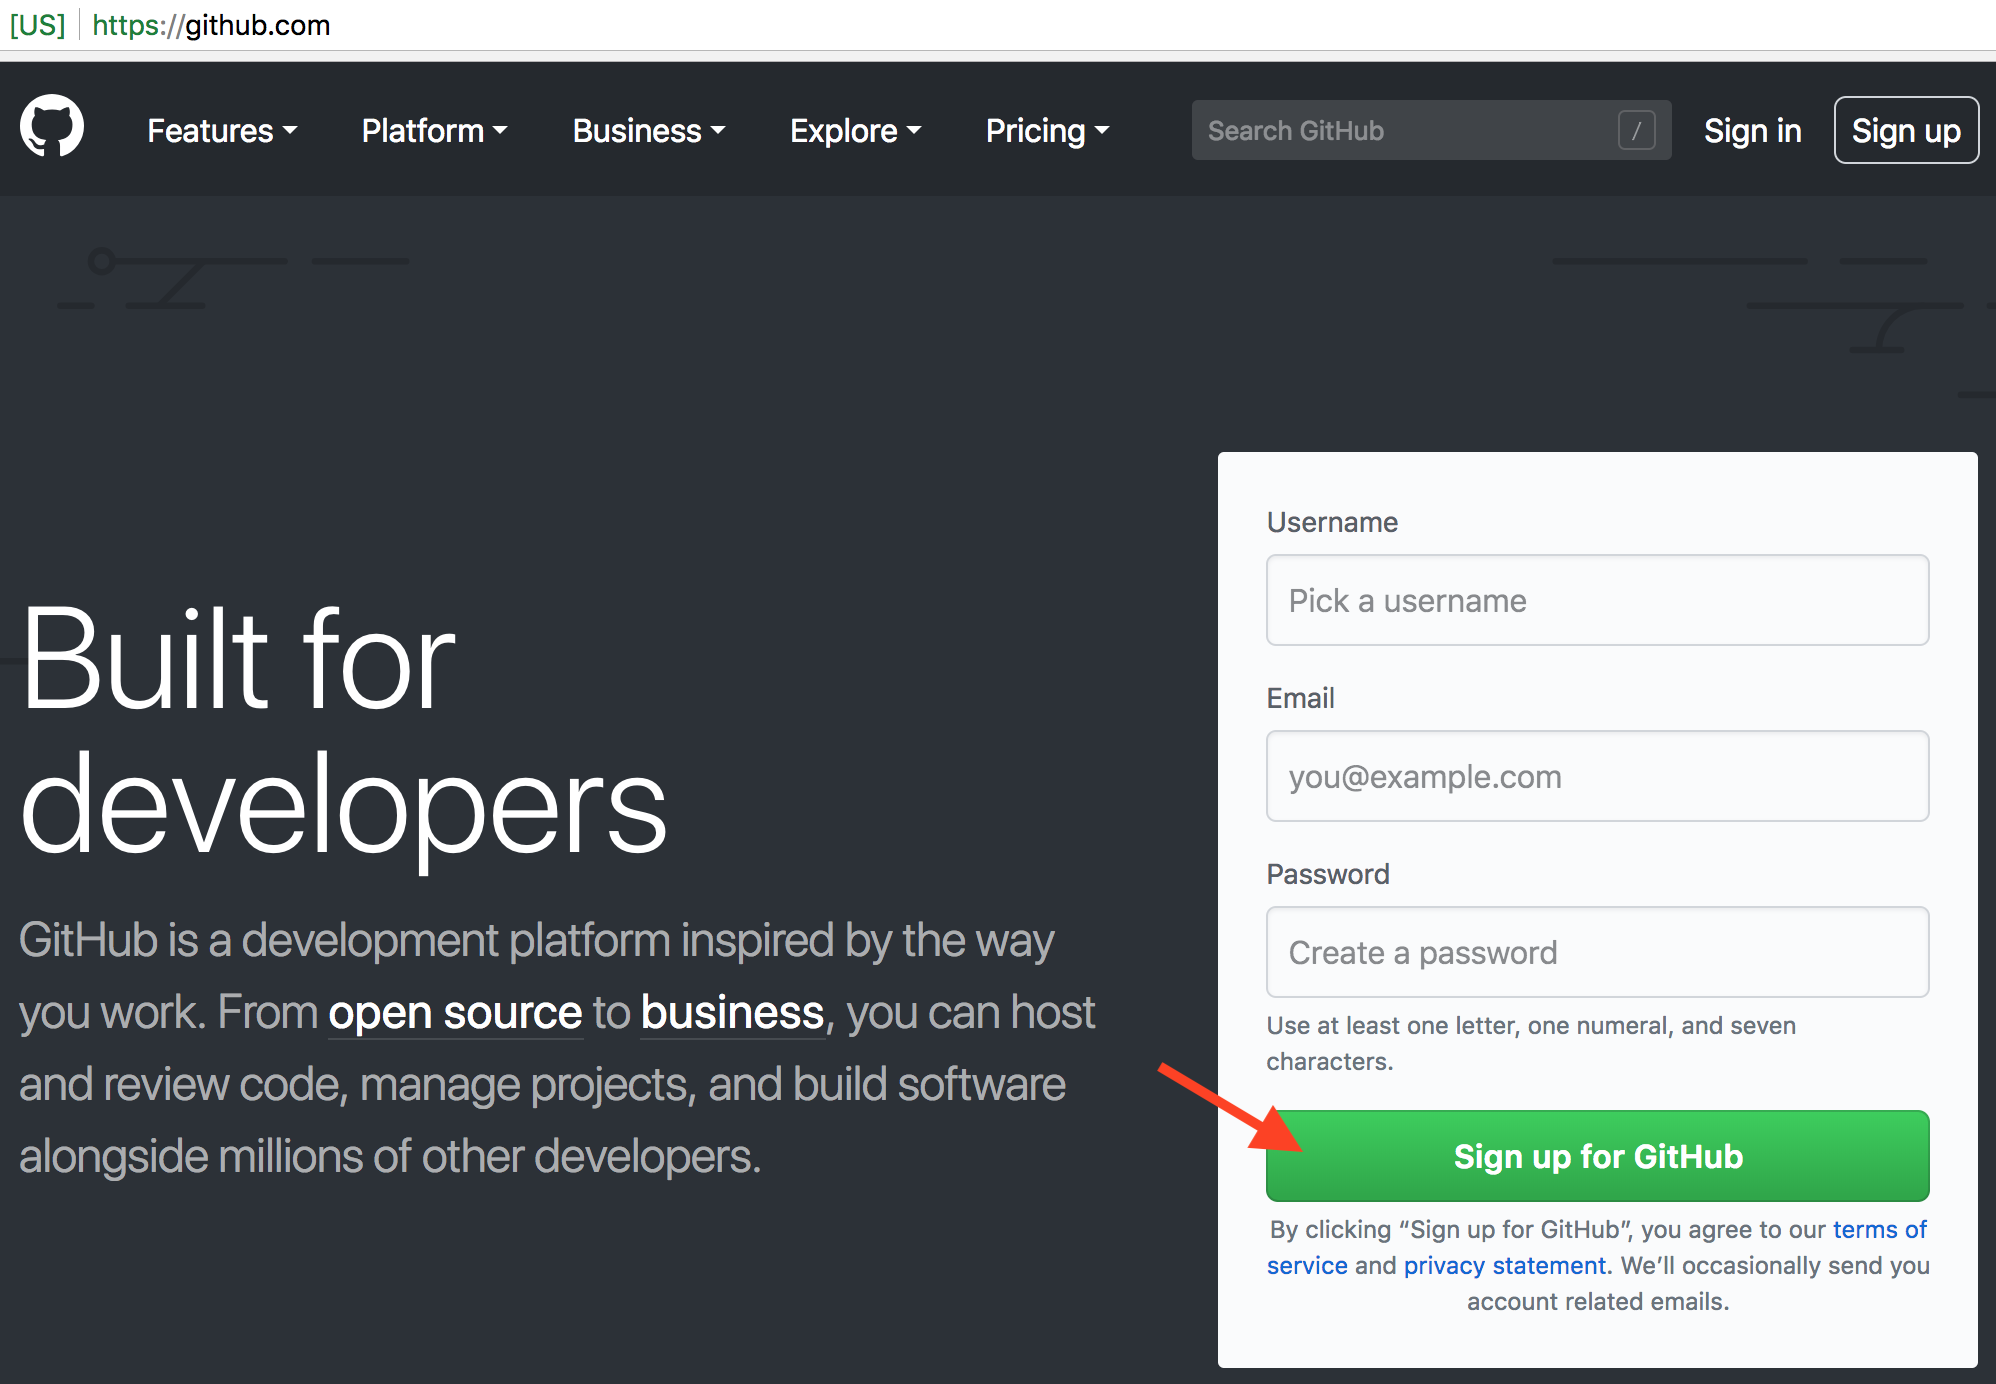 [US] https://github.com
Features Platform Business Explore Pricing Search GitHub / Sign in Sign up
Built for
developers
GitHub is a development platform inspired by the way
you work. From open source to business, you can host
and review code, manage projects, and build software
alongside millions of other developers.
Username
Pick a username
Email
you@example.com
Password
Create a password
Use at least one letter, one numeral, and seven
characters.
Sign up for GitHub
By clicking “Sign up for GitHub”, you agree to our terms of
service and privacy statement. We’ll occasionally send you
account related emails.